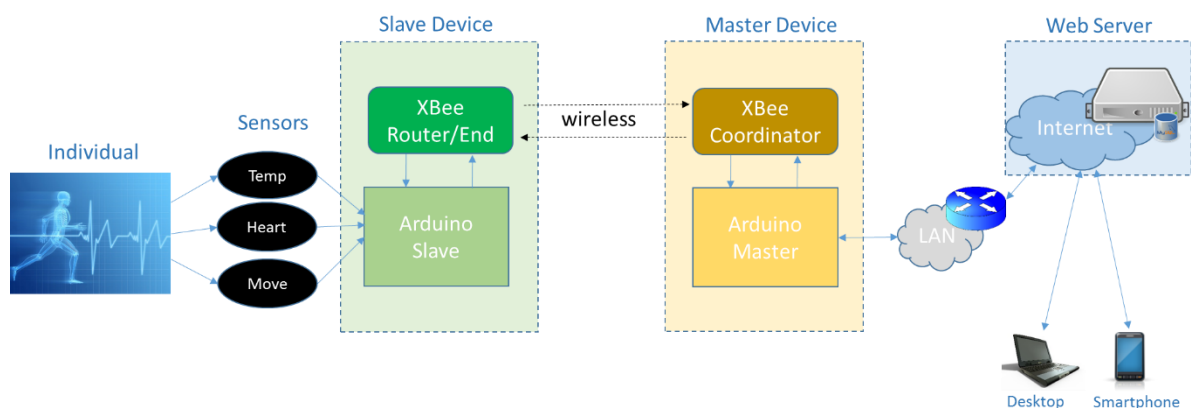 Slave Device
Master Device
Web Server
XBee
Router/End
wireless
XBee
Coordinator
Internet
Sensors
Individual
Temp
Heart
Move
Arduino
Slave
Arduino
Master
LAN
Desktop
Smartphone